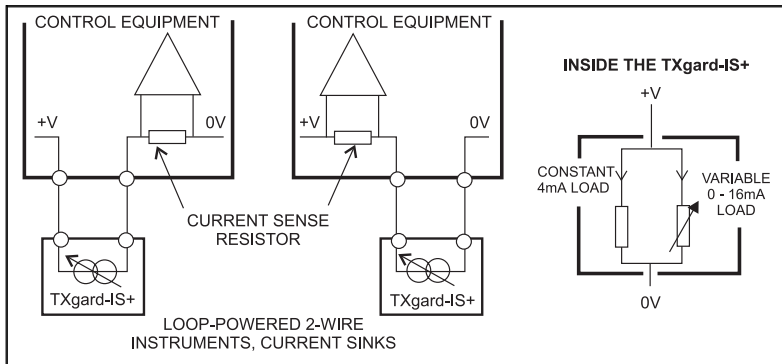 CONTROL EQUIPMENT
+V
0V
CURRENT SENSE
RESISTOR
TXgard-IS+
CONTROL EQUIPMENT
+V
0V
TXgard-IS+
LOOP-POWERED 2-WIRE
INSTRUMENTS, CURRENT SINKS
INSIDE THE TXgard-IS+
+V
CONSTANT
4mA LOAD
VARIABLE
0 - 16mA
LOAD
0V